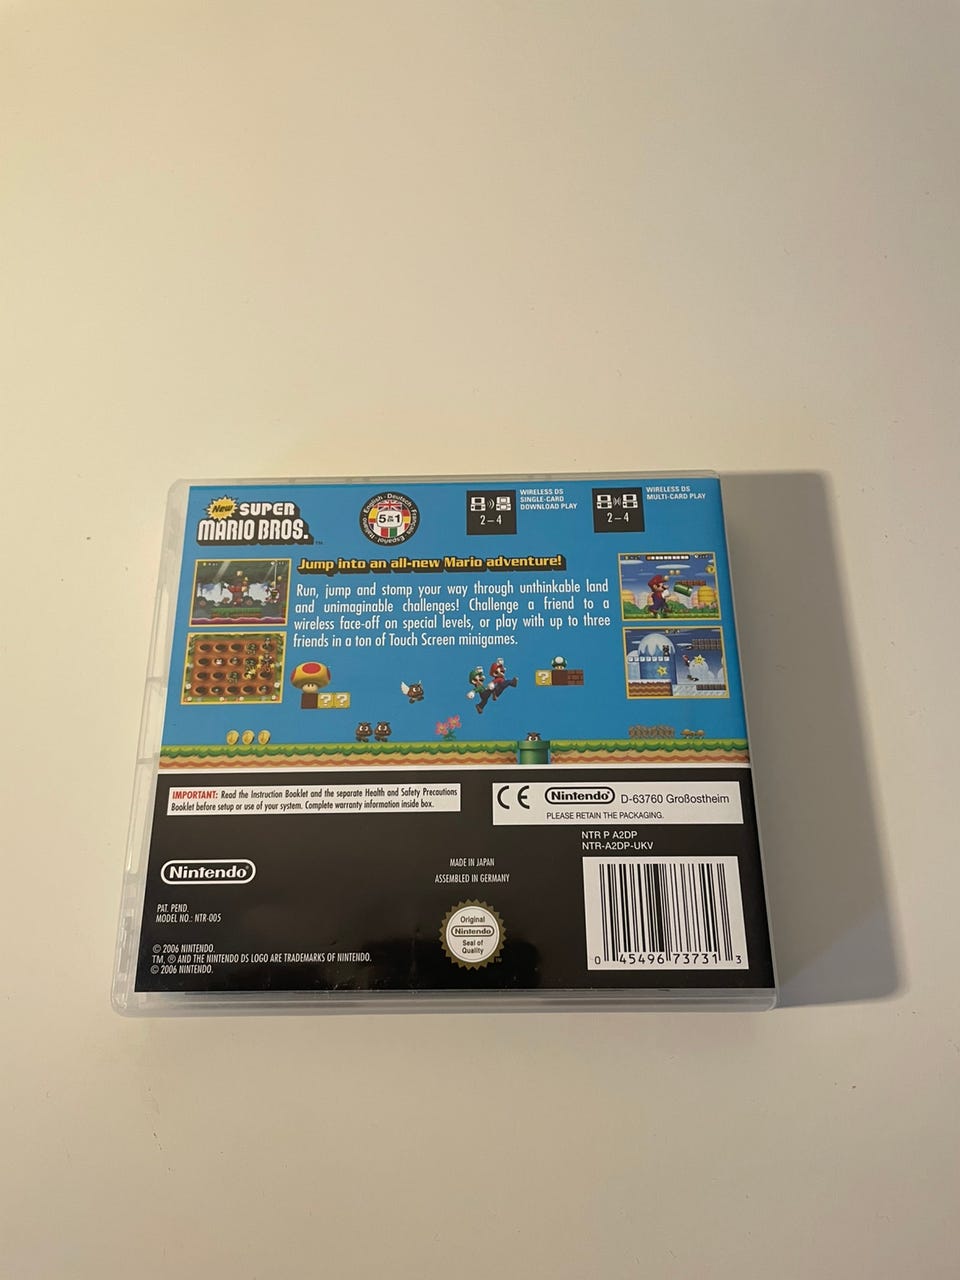 New SUPER
MARIO BROS.™
English · Deutsch · Français · Español · Italiano
5 IN 1
2–4
WIRELESS DS
SINGLE-CARD
DOWNLOAD PLAY
2–4
WIRELESS DS
MULTI-CARD PLAY
Jump into an all-new Mario adventure!
Run, jump and stomp your way through unthinkable land
and unimaginable challenges! Challenge a friend to a
wireless face-off on special levels, or play with up to three
friends in a ton of Touch Screen minigames.
IMPORTANT: Read the Instruction Booklet and the separate Health and Safety Precautions
Booklet before setup or use of your system. Complete warranty information inside box.
CE Nintendo® D-63760 Großostheim
PLEASE RETAIN THE PACKAGING.
NTR P A2DP
NTR-A2DP-UKV
Nintendo®
MADE IN JAPAN
ASSEMBLED IN GERMANY
PAT. PEND.
MODEL NO.: NTR-005
Original
Nintendo
Seal of
Quality
™
© 2006 NINTENDO.
TM, ® AND THE NINTENDO DS LOGO ARE TRADEMARKS OF NINTENDO.
© 2006 NINTENDO.
0 45496 73731 3